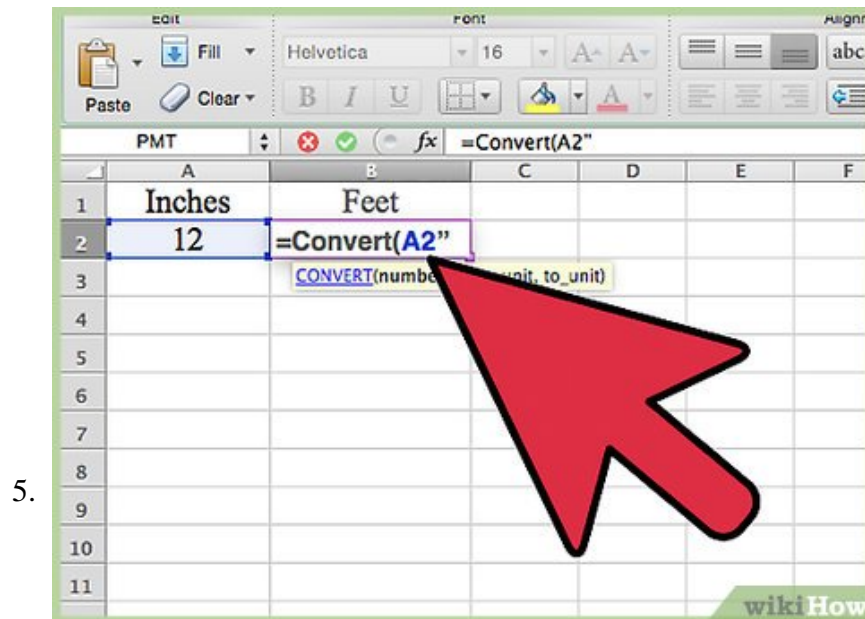 Edit Font Alignn
Fill Helvetica 16 A A abc
Paste Clear B I U A
PMT fx =Convert(A2"
A B C D E F
1 Inches Feet
2 12 =Convert(A2”
CONVERT(numbe unit, to_unit)
3
4
5
6
7
8
5.
9
10
11
wikiHow